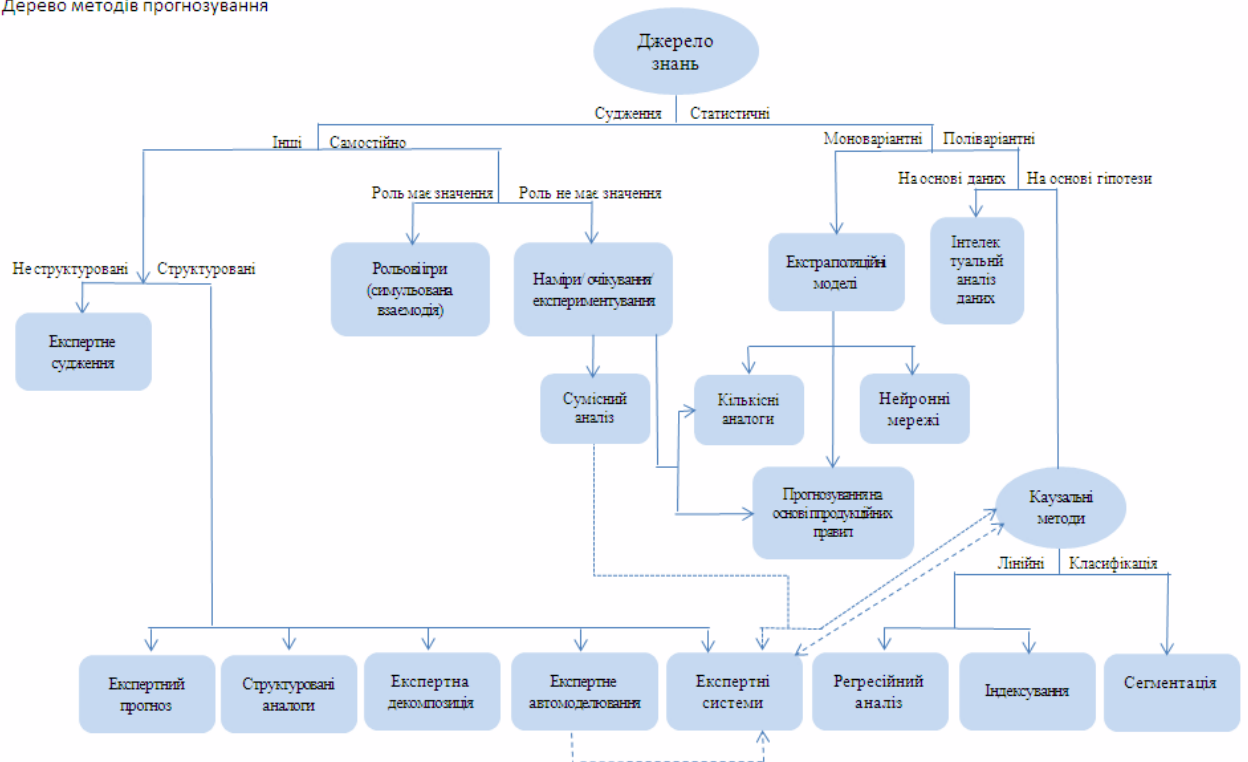 Дерево методів прогнозування
Джерело
знань
Судження Статистичні
Інші Самостійно
Моноваріантні Поліваріантні
На основі даних На основі гіпотези
Роль має значення Роль не має значення
Не структуровані Структуровані
Рольові ігри
(симульована
взаємодія)
Наміри/ очікування/
експериментування
Екстраполяційні
моделі
Інтелек
туальнй
аналіз
даних
Експертне
судження
Сумісний
аналіз
Кількісні
аналоги
Нейронні
мережі
Прогнозування на
основі ппродукційних
правил
Каузальні
методи
Лінійні Класифікація
Експертний
прогноз
Структуровані
аналоги
Експертна
декомпозиція
Експертне
автомоделювання
Експертні
системи
Регресійний
аналіз
Індексування
Сегментація